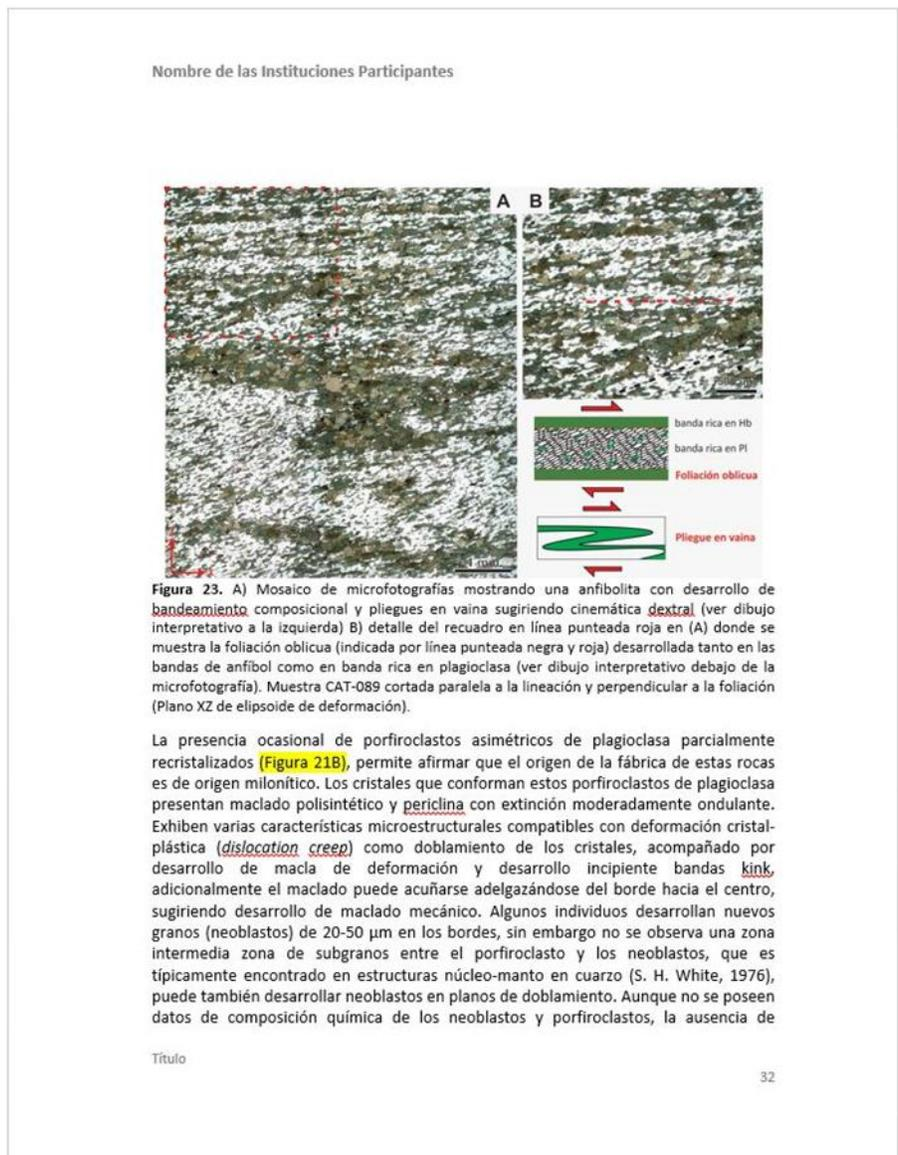 Nombre de las Instituciones Participantes
A B
banda rica en Hb
banda rica en Pl
Foliación oblicua
Pliegue en vaina
1 mm
Figura 23. A) Mosaico de microfotografías mostrando una anfibolita con desarrollo de
bandeamiento composicional y pliegues en vaina sugiriendo cinemática dextral (ver dibujo
interpretativo a la izquierda) B) detalle del recuadro en línea punteada roja en (A) donde se
muestra la foliación oblicua (indicada por línea punteada negra y roja) desarrollada tanto en las
bandas de anfíbol como en banda rica en plagioclasa (ver dibujo interpretativo debajo de la
microfotografía). Muestra CAT-089 cortada paralela a la lineación y perpendicular a la foliación
(Plano XZ de elipsoide de deformación).
La presencia ocasional de porfiroclastos asimétricos de plagioclasa parcialmente
recristalizados (Figura 21B), permite afirmar que el origen de la fábrica de estas rocas
es de origen milonítico. Los cristales que conforman estos porfiroclastos de plagioclasa
presentan maclado polisintético y periclina con extinción moderadamente ondulante.
Exhiben varias características microestructurales compatibles con deformación cristal-
plástica (dislocation creep) como doblamiento de los cristales, acompañado por
desarrollo de macla de deformación y desarrollo incipiente bandas kink,
adicionalmente el maclado puede acuñarse adelgazándose del borde hacia el centro,
sugiriendo desarrollo de maclado mecánico. Algunos individuos desarrollan nuevos
granos (neoblastos) de 20-50 µm en los bordes, sin embargo no se observa una zona
intermedia zona de subgranos entre el porfiroclasto y los neoblastos, que es
típicamente encontrado en estructuras núcleo-manto en cuarzo (S. H. White, 1976),
puede también desarrollar neoblastos en planos de doblamiento. Aunque no se poseen
datos de composición química de los neoblastos y porfiroclastos, la ausencia de
Título
32